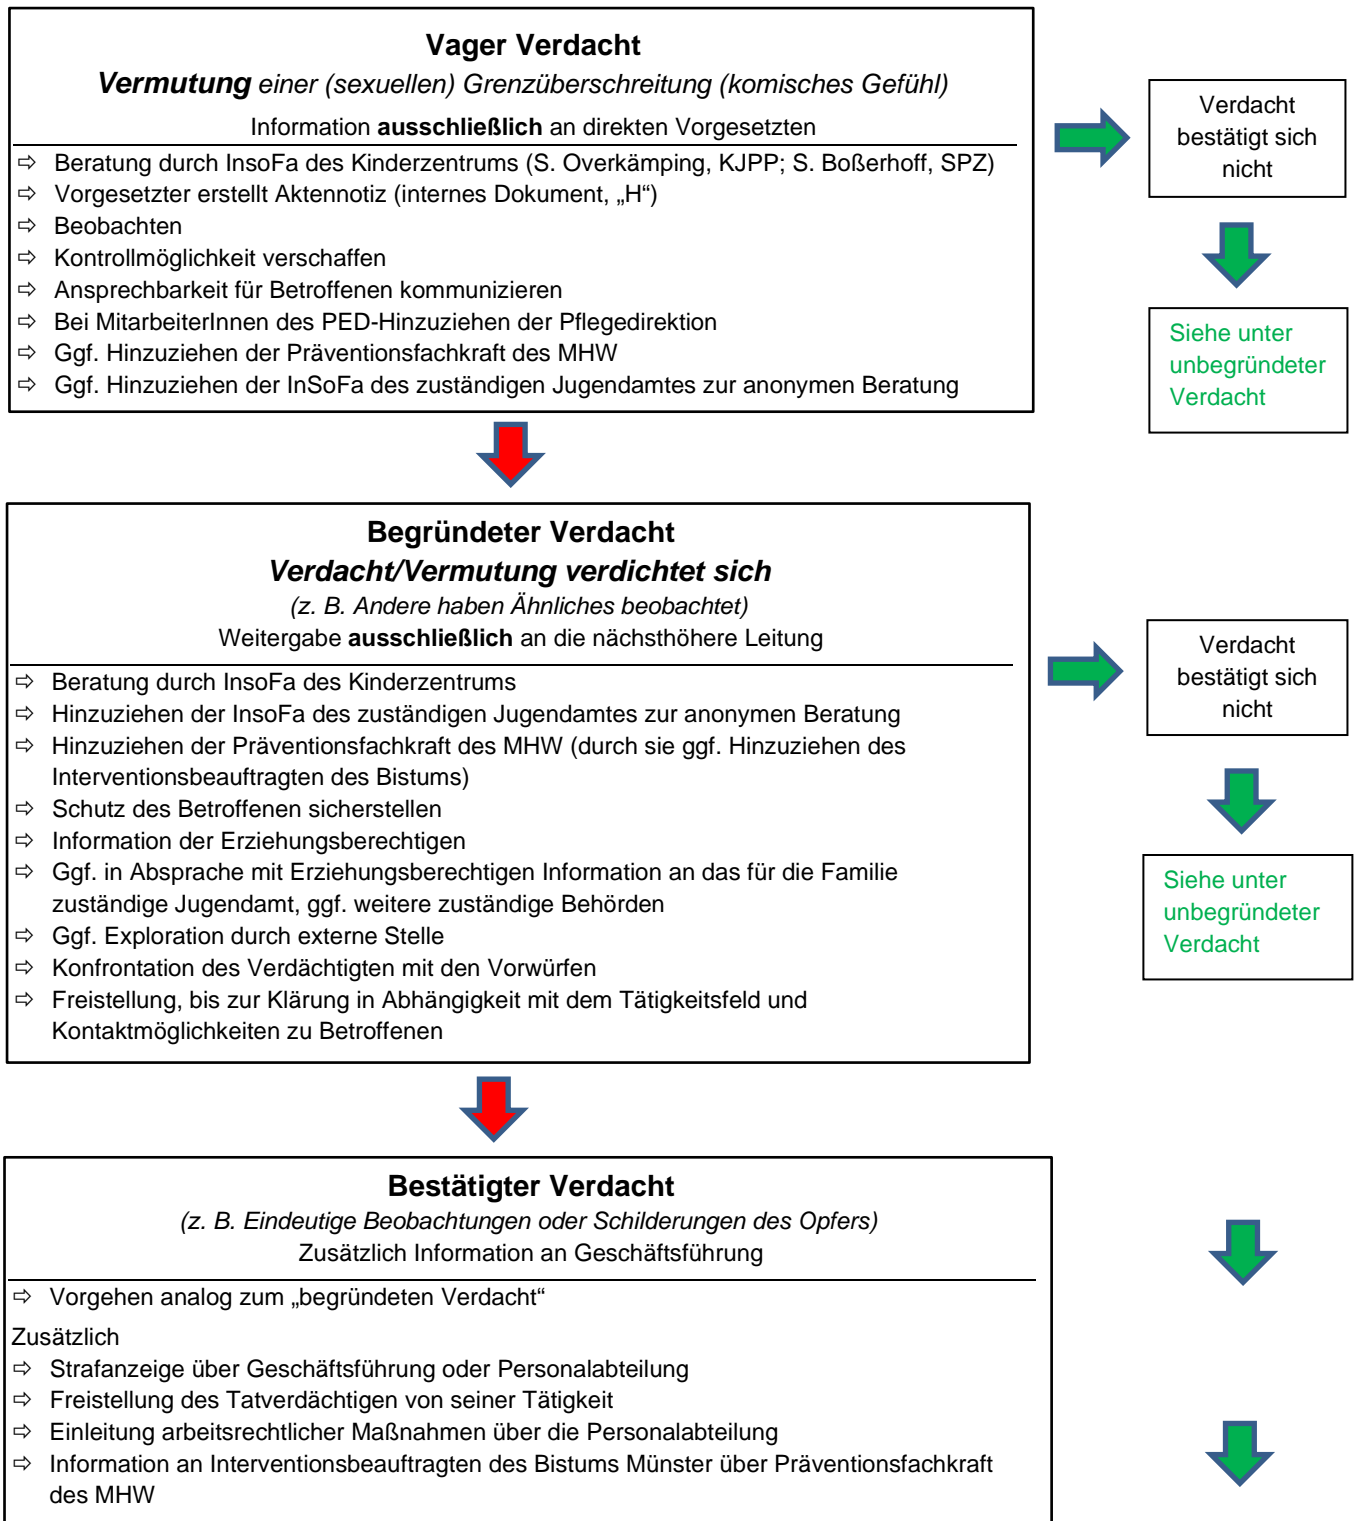 Vager Verdacht
Vermutung einer (sexuellen) Grenzüberschreitung (komisches Gefühl)
Information ausschließlich an direkten Vorgesetzten
⇨ Beratung durch InsoFa des Kinderzentrums (S. Overkämping, KJPP; S. Boßerhoff, SPZ)
⇨ Vorgesetzter erstellt Aktennotiz (internes Dokument, „H“)
⇨ Beobachten
⇨ Kontrollmöglichkeit verschaffen
⇨ Ansprechbarkeit für Betroffenen kommunizieren
⇨ Bei MitarbeiterInnen des PED-Hinzuziehen der Pflegedirektion
⇨ Ggf. Hinzuziehen der Präventionsfachkraft des MHW
⇨ Ggf. Hinzuziehen der InSoFa des zuständigen Jugendamtes zur anonymen Beratung
Verdacht
bestätigt sich
nicht
Siehe unter
unbegründeter
Verdacht
Begründeter Verdacht
Verdacht/Vermutung verdichtet sich
(z. B. Andere haben Ähnliches beobachtet)
Weitergabe ausschließlich an die nächsthöhere Leitung
⇨ Beratung durch InsoFa des Kinderzentrums
⇨ Hinzuziehen der InsoFa des zuständigen Jugendamtes zur anonymen Beratung
⇨ Hinzuziehen der Präventionsfachkraft des MHW (durch sie ggf. Hinzuziehen des
Interventionsbeauftragten des Bistums)
⇨ Schutz des Betroffenen sicherstellen
⇨ Information der Erziehungsberechtigen
⇨ Ggf. in Absprache mit Erziehungsberechtigen Information an das für die Familie
zuständige Jugendamt, ggf. weitere zuständige Behörden
⇨ Ggf. Exploration durch externe Stelle
⇨ Konfrontation des Verdächtigten mit den Vorwürfen
⇨ Freistellung, bis zur Klärung in Abhängigkeit mit dem Tätigkeitsfeld und
Kontaktmöglichkeiten zu Betroffenen
Verdacht
bestätigt sich
nicht
Siehe unter
unbegründeter
Verdacht
Bestätigter Verdacht
(z. B. Eindeutige Beobachtungen oder Schilderungen des Opfers)
Zusätzlich Information an Geschäftsführung
⇨ Vorgehen analog zum „begründeten Verdacht“
Zusätzlich
⇨ Strafanzeige über Geschäftsführung oder Personalabteilung
⇨ Freistellung des Tatverdächtigen von seiner Tätigkeit
⇨ Einleitung arbeitsrechtlicher Maßnahmen über die Personalabteilung
⇨ Information an Interventionsbeauftragten des Bistums Münster über Präventionsfachkraft
des MHW